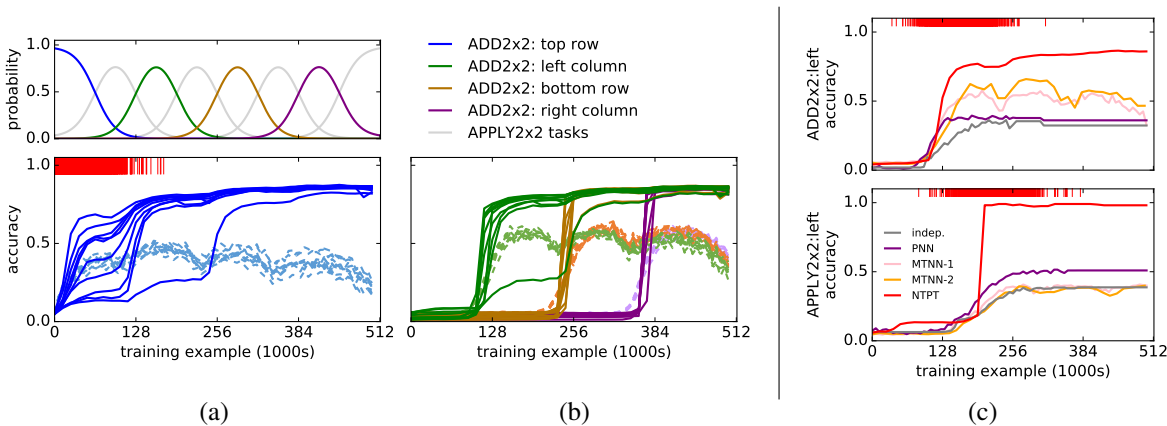 probability
1.0
0.5
0.0
ADD2x2: top row
ADD2x2: left column
ADD2x2: bottom row
ADD2x2: right column
APPLY2x2 tasks
accuracy
1.0
0.5
0.0
0 128 256 384 512
training example (1000s)
128 256 384 512
training example (1000s)
(a)
(b)
ADD2x2:left
accuracy
1.0
0.5
0.0
APPLY2x2:left
accuracy
1.0
0.5
0.0
indep.
PNN
MTNN-1
MTNN-2
NTPT
0 128 256 384 512
training example (1000s)
(c)